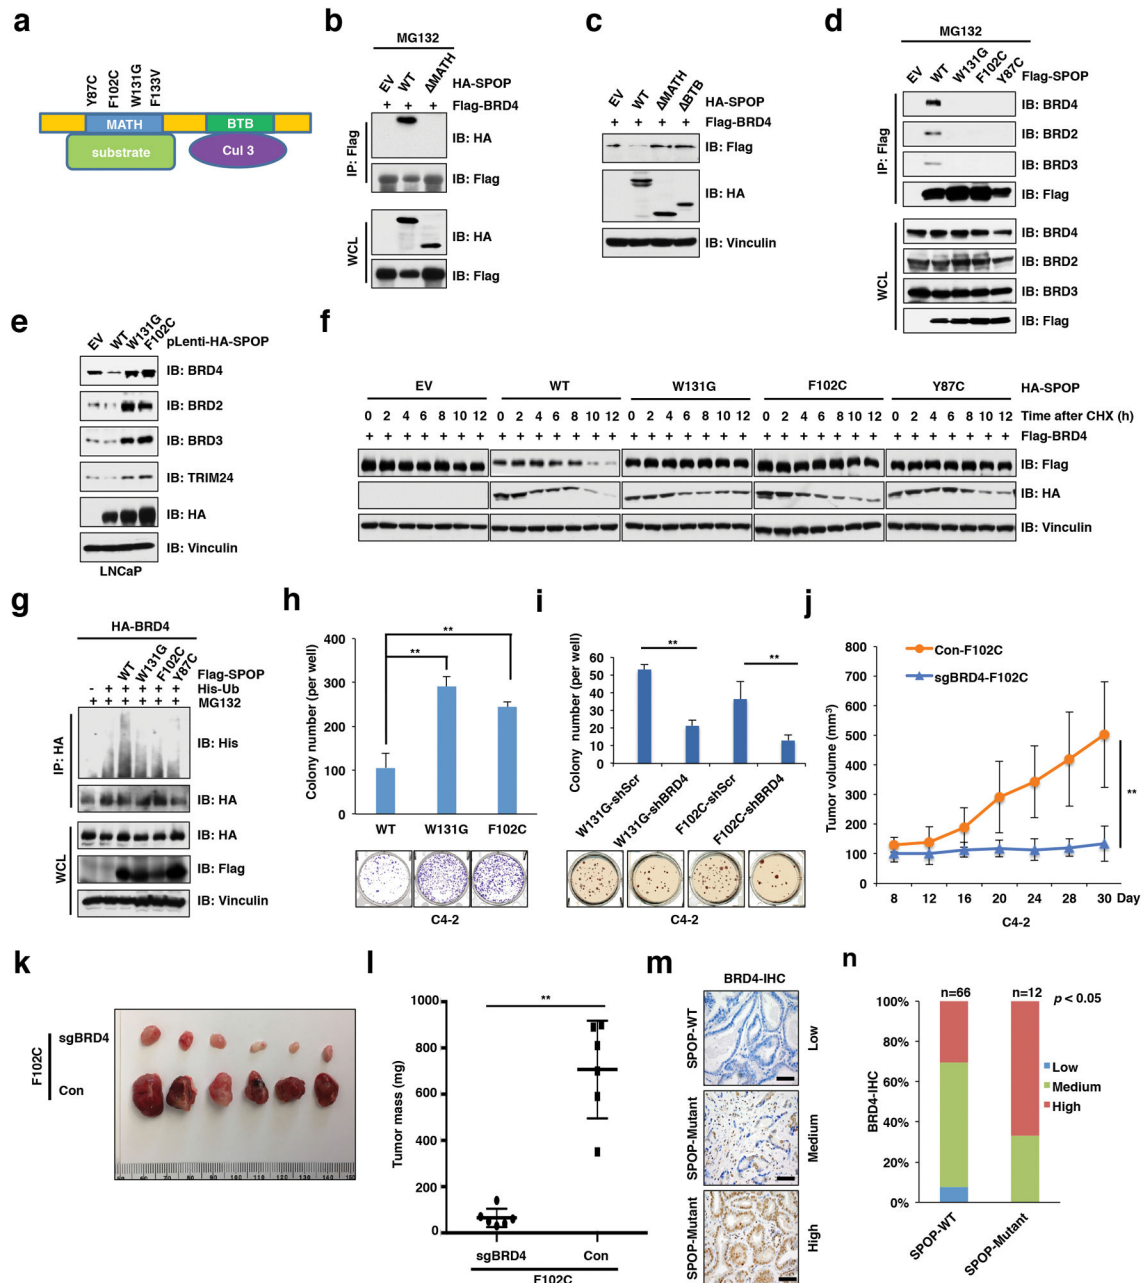 a
Y87C
F102C
W131G
F133V
MATH
BTB
substrate
Cul 3
b
MG132
EV
WT
ΔMATH
HA-SPOP
+ + + Flag-BRD4
IP: Flag
IB: HA
IB: Flag
WCL
IB: HA
IB: Flag
c
EV
WT
ΔMATH
ΔBTB
HA-SPOP
+ + + + Flag-BRD4
IB: Flag
IB: HA
IB: Vinculin
d
MG132
EV
WT
W131G
F102C
Y87C
Flag-SPOP
IP: Flag
IB: BRD4
IB: BRD2
IB: BRD3
IB: Flag
WCL
IB: BRD4
IB: BRD2
IB: BRD3
IB: Flag
e
EV
WT
W131G
F102C
pLenti-HA-SPOP
IB: BRD4
IB: BRD2
IB: BRD3
IB: TRIM24
IB: HA
IB: Vinculin
LNCaP
f
EV WT W131G F102C Y87C HA-SPOP
0 2 4 6 8 10 12 0 2 4 6 8 10 12 0 2 4 6 8 10 12 0 2 4 6 8 10 12 0 2 4 6 8 10 12 Time after CHX (h)
+ + + + + + + + + + + + + + + + + + + + + + + + + + + + + + + + + + + Flag-BRD4
IB: Flag
IB: HA
IB: Vinculin
g
HA-BRD4
WT
W131G
F102C
Y87C
Flag-SPOP
- + + + + + His-Ub
+ + + + + + MG132
IP: HA
IB: His
IB: HA
WCL
IB: HA
IB: Flag
IB: Vinculin
h
Colony number (per well)
400
300
200
100
0
**
**
WT W131G F102C
C4-2
i
Colony number (per well)
60
50
40
30
20
10
0
**
**
W131G-shScr
W131G-shBRD4
F102C-shScr
F102C-shBRD4
C4-2
j
Tumor volume (mm³)
800
700
600
500
400
300
200
100
0
Con-F102C
sgBRD4-F102C
**
8 12 16 20 24 28 30 Day
C4-2
k
F102C
sgBRD4
Con
l
Tumor mass (mg)
1000
800
600
400
200
0
**
sgBRD4 Con
F102C
m
BRD4-IHC
SPOP-WT
Low
SPOP-Mutant
Medium
SPOP-Mutant
High
n
n=66 n=12
p < 0.05
BRD4-IHC
100%
80%
60%
40%
20%
0%
Low
Medium
High
SPOP-WT
SPOP-Mutant